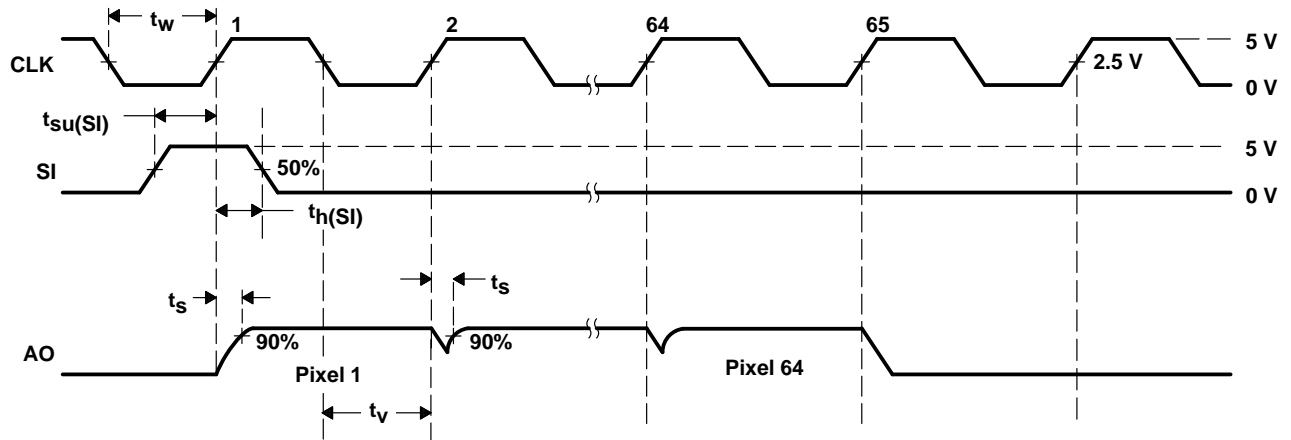 tw 1 2 64 65
5 V
CLK 2.5 V
0 V
tsu(SI)
5 V
SI 50%
0 V
th(SI)
ts ts
90% 90%
AO
Pixel 1 Pixel 64
tv